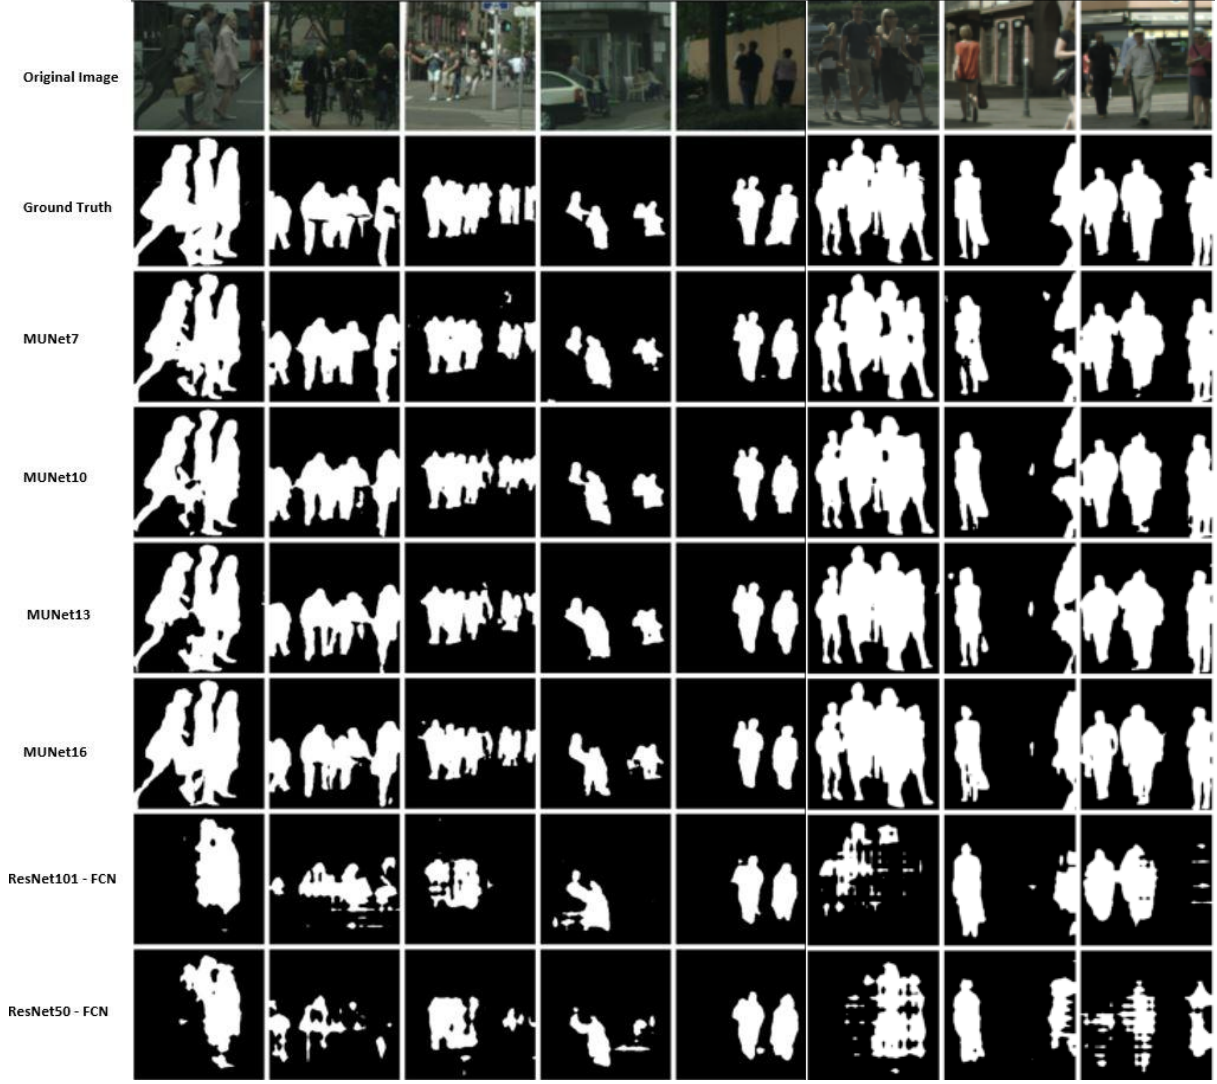 Original Image
Ground Truth
MUNet7
MUNet10
MUNet13
MUNet16
ResNet101 - FCN
ResNet50 - FCN